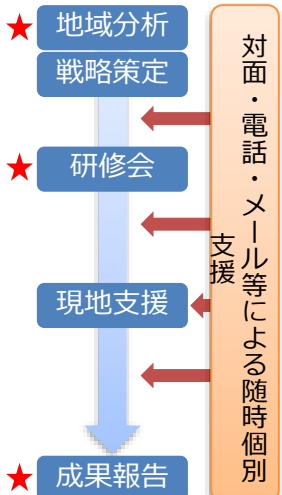 ★ 地域分析
戦略策定
★ 研修会
現地支援
★ 成果報告
対面・電話・メール等による随時個別
支援